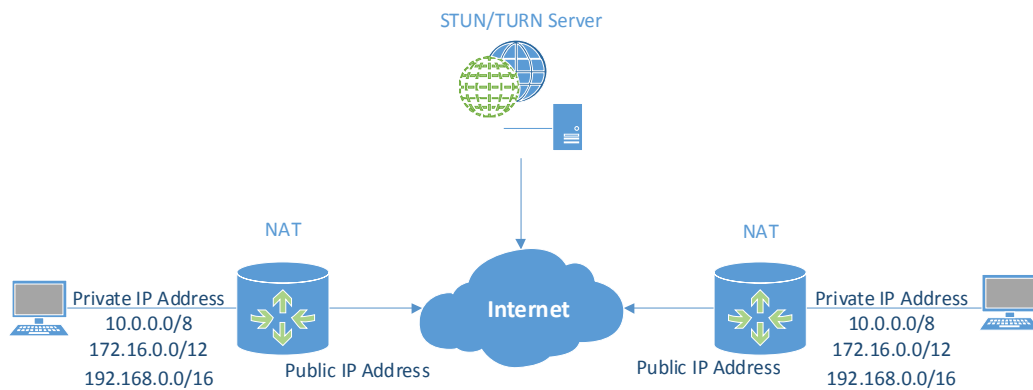 STUN/TURN Server
NAT
NAT
Private IP Address
10.0.0.0/8
172.16.0.0/12
192.168.0.0/16
Public IP Address
Internet
Public IP Address
Private IP Address
10.0.0.0/8
172.16.0.0/12
192.168.0.0/16